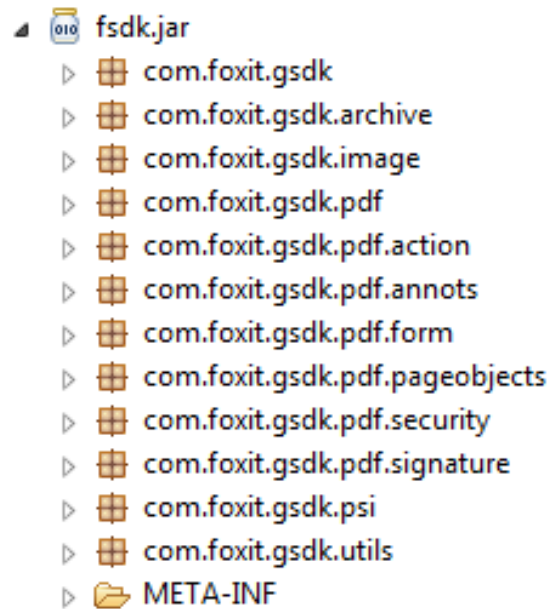 fsdk.jar
com.foxit.gsdk
com.foxit.gsdk.archive
com.foxit.gsdk.image
com.foxit.gsdk.pdf
com.foxit.gsdk.pdf.action
com.foxit.gsdk.pdf.annots
com.foxit.gsdk.pdf.form
com.foxit.gsdk.pdf.pageobjects
com.foxit.gsdk.pdf.security
com.foxit.gsdk.pdf.signature
com.foxit.gsdk.psi
com.foxit.gsdk.utils
META-INF